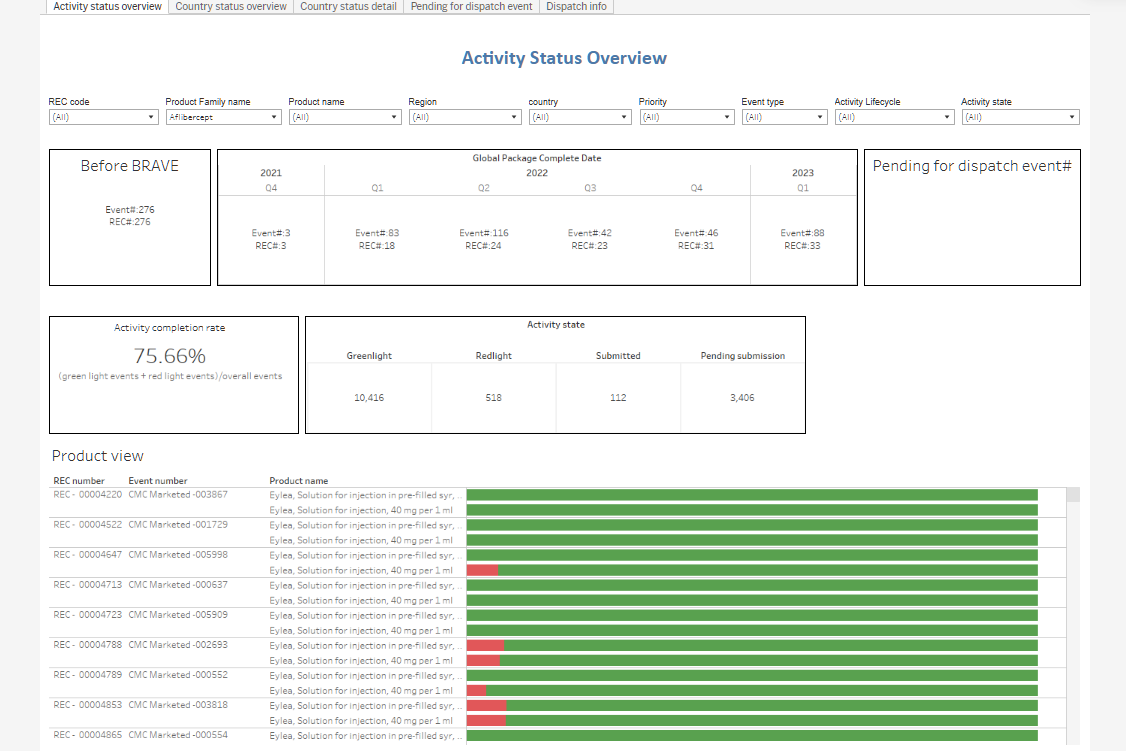 Activity status overview Country status overview Country status detail Pending for dispatch event Dispatch info
Activity Status Overview
REC code Product Family name Product name Region country Priority Event type Activity Lifecycle Activity state
(All) Aflibercept (All) (All) (All) (All) (All) (All) (All)
Before BRAVE
Event#:276
REC#:276
Global Package Complete Date
2021 2022 2023
Q4 Q1 Q2 Q3 Q4 Q1
Event#:3 Event#:83 Event#:116 Event#:42 Event#:46 Event#:88
REC#:3 REC#:18 REC#:24 REC#:23 REC#:31 REC#:33
Pending for dispatch event#
Activity completion rate
75.66%
(green light events + red light events)/overall events
Activity state
Greenlight Redlight Submitted Pending submission
10,416 518 112 3,406
Product view
REC number Event number Product name
REC- 00004220 CMC Marketed -003867 Eylea, Solution for injection in pre-filled syr, ..
Eylea, Solution for injection, 40 mg per 1 ml
REC- 00004522 CMC Marketed -001729 Eylea, Solution for injection in pre-filled syr, ..
Eylea, Solution for injection, 40 mg per 1 ml
REC- 00004647 CMC Marketed -005998 Eylea, Solution for injection in pre-filled syr, ..
Eylea, Solution for injection, 40 mg per 1 ml
REC- 00004713 CMC Marketed -000637 Eylea, Solution for injection in pre-filled syr, ..
Eylea, Solution for injection, 40 mg per 1 ml
REC- 00004723 CMC Marketed -005909 Eylea, Solution for injection in pre-filled syr, ..
Eylea, Solution for injection, 40 mg per 1 ml
REC- 00004788 CMC Marketed -002693 Eylea, Solution for injection in pre-filled syr, ..
Eylea, Solution for injection, 40 mg per 1 ml
REC- 00004789 CMC Marketed -000552 Eylea, Solution for injection in pre-filled syr, ..
Eylea, Solution for injection, 40 mg per 1 ml
REC- 00004853 CMC Marketed -003818 Eylea, Solution for injection in pre-filled syr, ..
Eylea, Solution for injection, 40 mg per 1 ml
REC- 00004865 CMC Marketed -000554 Eylea, Solution for injection in pre-filled syr, ..